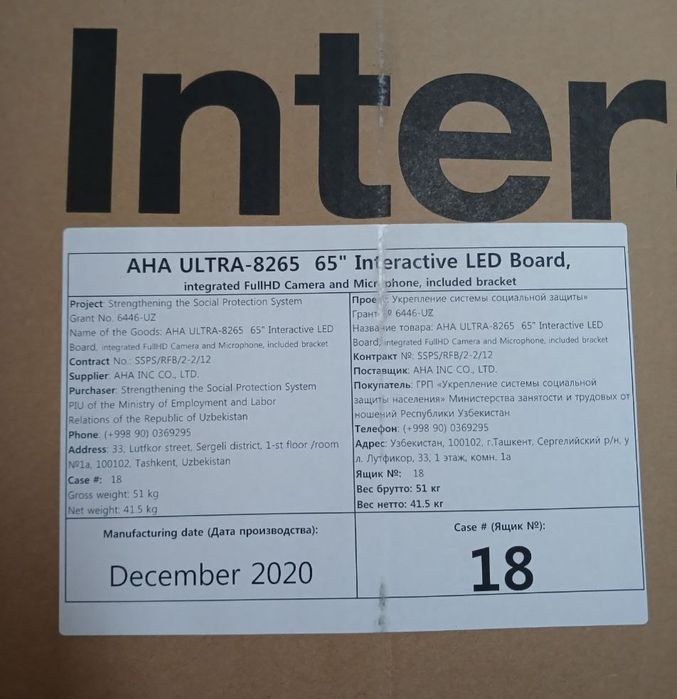 Inter
AHA ULTRA-8265 65" Interactive LED Board,
integrated FullHD Camera and Microphone, included bracket
Project: Strengthening the Social Protection System
Grant No. 6446-UZ
Name of the Goods: AHA ULTRA-8265 65" Interactive LED
Board, integrated FullHD Camera and Microphone, included bracket
Contract No.: SSPS/RFB/2-2/12
Supplier: AHA INC CO., LTD.
Purchaser: Strengthening the Social Protection System
PIU of the Ministry of Employment and Labor
Relations of the Republic of Uzbekistan
Phone: (+998 90) 0369295
Address: 33, Lutfkor street, Sergeli district, 1-st floor /room
№1a, 100102, Tashkent, Uzbekistan
Case #: 18
Gross weight: 51 kg
Net weight: 41.5 kg
Укрепление системы социальной защиты»
Грант № 6446-UZ
Название товара: AHA ULTRA-8265 65" Interactive LED
Board, integrated FullHD Camera and Microphone, included bracket
Контракт №: SSPS/RFB/2-2/12
Поставщик: AHA INC CO., LTD.
Покупатель: ГРП «Укрепление системы социальной
защиты населения» Министерства занятости и трудовых от
ношений Республики Узбекистан
Телефон: (+998 90) 0369295
Адрес: Узбекистан, 100102, г.Ташкент, Сергелийский р/н, у
л. Лутфикор, 33, 1 этаж, комн. 1а
Ящик №: 18
Вес брутто: 51 кг
Вес нетто: 41.5 кг
Manufacturing date (Дата производства):
December 2020
Case # (Ящик №):
18